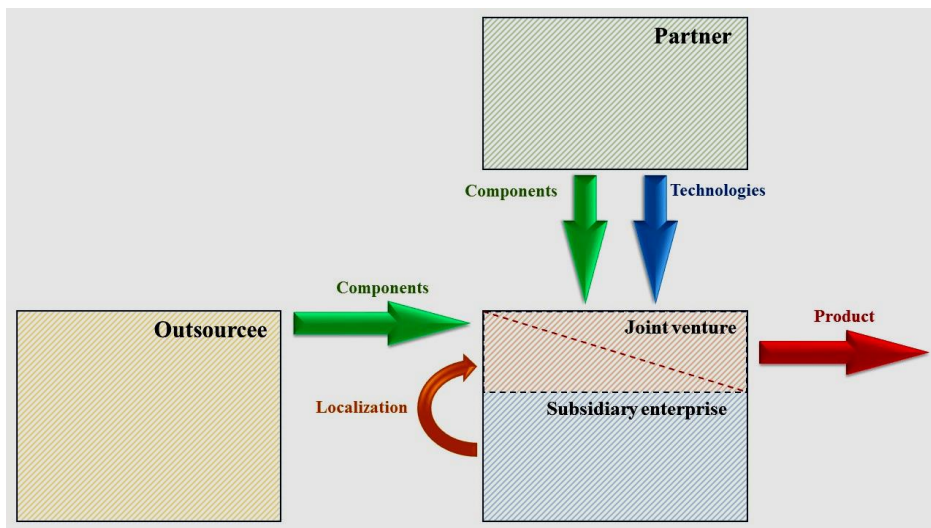 Partner
Components
Technologies
Components
Outsourcee
Joint venture
Product
Localization
Subsidiary enterprise